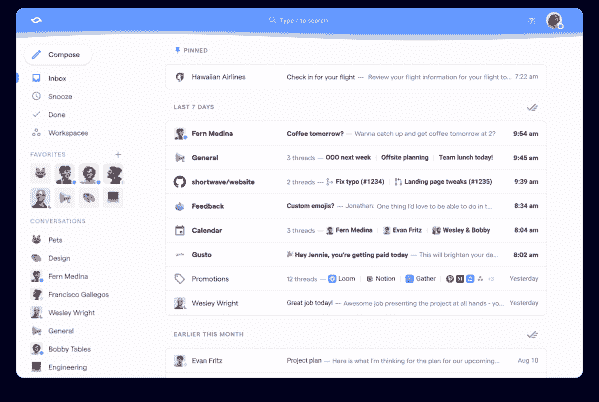 Type / to search
Compose
Inbox
Snooze
Done
Workspaces
FAVORITES
CONVERSATIONS
Pets
Design
Fern Medina
Francisco Gallegos
Wesley Wright
General
Bobby Tables
Engineering
PINNED
Hawaiian Airlines Check in for your flight — Review your flight information for your flight to... 7:22 am
LAST 7 DAYS
Fern Medina Coffee tomorrow? — Wanna catch up and get coffee tomorrow at 2? 9:54 am
General 3 threads — OOO next week Offsite planning Team lunch today! 9:45 am
shortwave/website 2 threads — Fix typo (#1234) Landing page tweaks (#1235) 9:39 am
Feedback Custom emojis? — Jonathan: One thing I'd love to be able to do in t... 8:34 am
Calendar 3 threads — Fern Medina Evan Fritz Wesley & Bobby 8:04 am
Gusto Hey Jennie, you're getting paid today — This will brighten your da... 8:02 am
Promotions 12 threads — Loom Notion Gather +3 Yesterday
Wesley Wright Great job today! — Awesome job presenting the project at all hands - yo... Yesterday
EARLIER THIS MONTH
Evan Fritz Project plan — Here is what I'm thinking for the plan for our upcoming... Aug 10